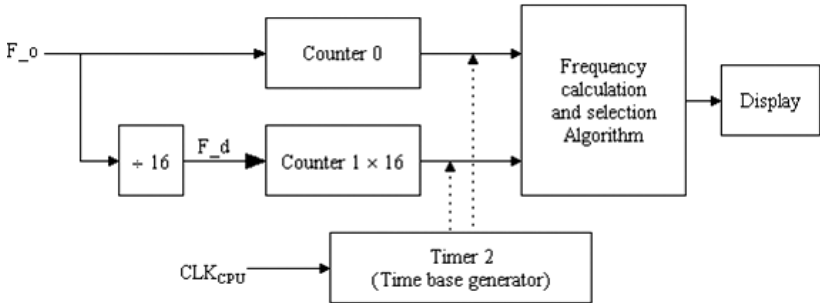 F_o
Counter 0
Frequency
calculation
and selection
Algorithm
Display
÷ 16
F_d
Counter 1 × 16
Timer 2
(Time base generator)
CLK_CPU